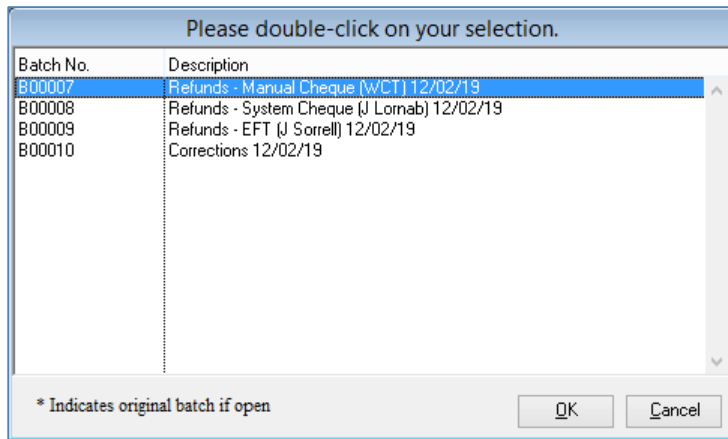 Please double-click on your selection.
Batch No. Description
B00007 Refunds - Manual Cheque (WCT) 12/02/19
B00008 Refunds - System Cheque (J Lornab) 12/02/19
B00009 Refunds - EFT (J Sorrell) 12/02/19
B00010 Corrections 12/02/19
* Indicates original batch if open
OK Cancel